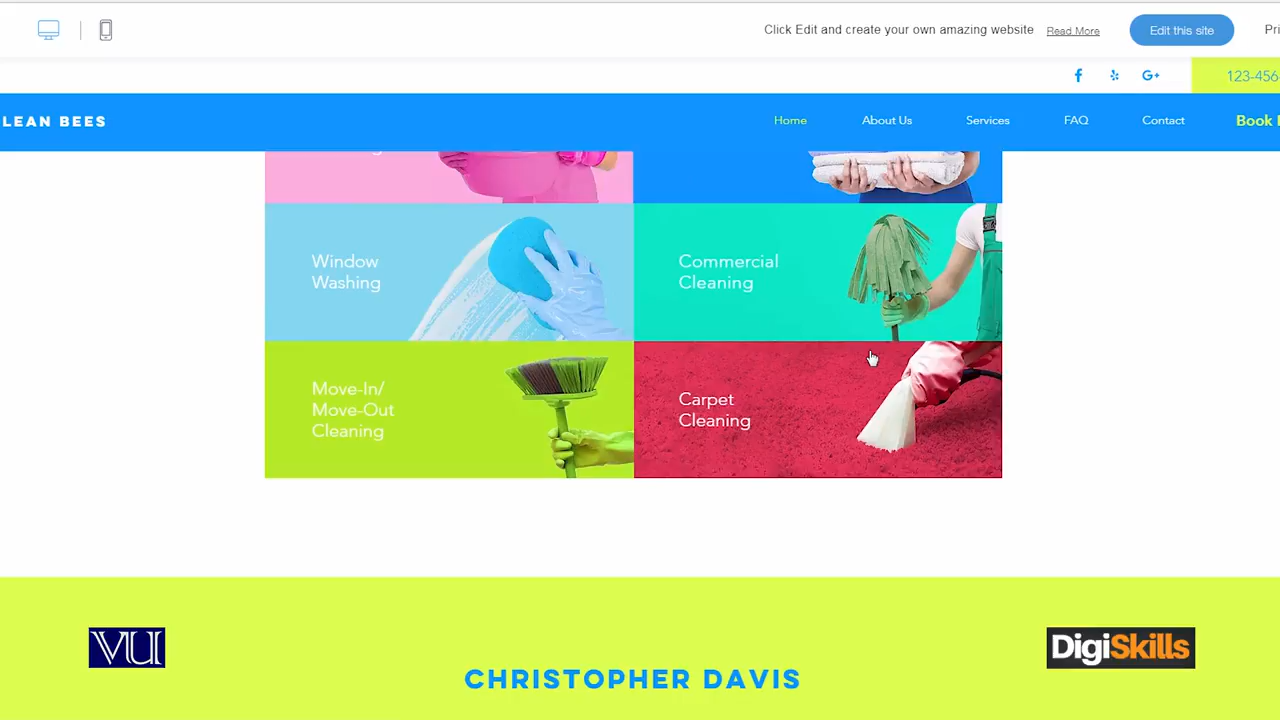 Click Edit and create your own amazing website Read More Edit this site Pri
123-456-
LEAN BEES Home About Us Services FAQ Contact Book
Window
Washing
Commercial
Cleaning
Move-In/
Move-Out
Cleaning
Carpet
Cleaning
VU
DigiSkills
CHRISTOPHER DAVIS